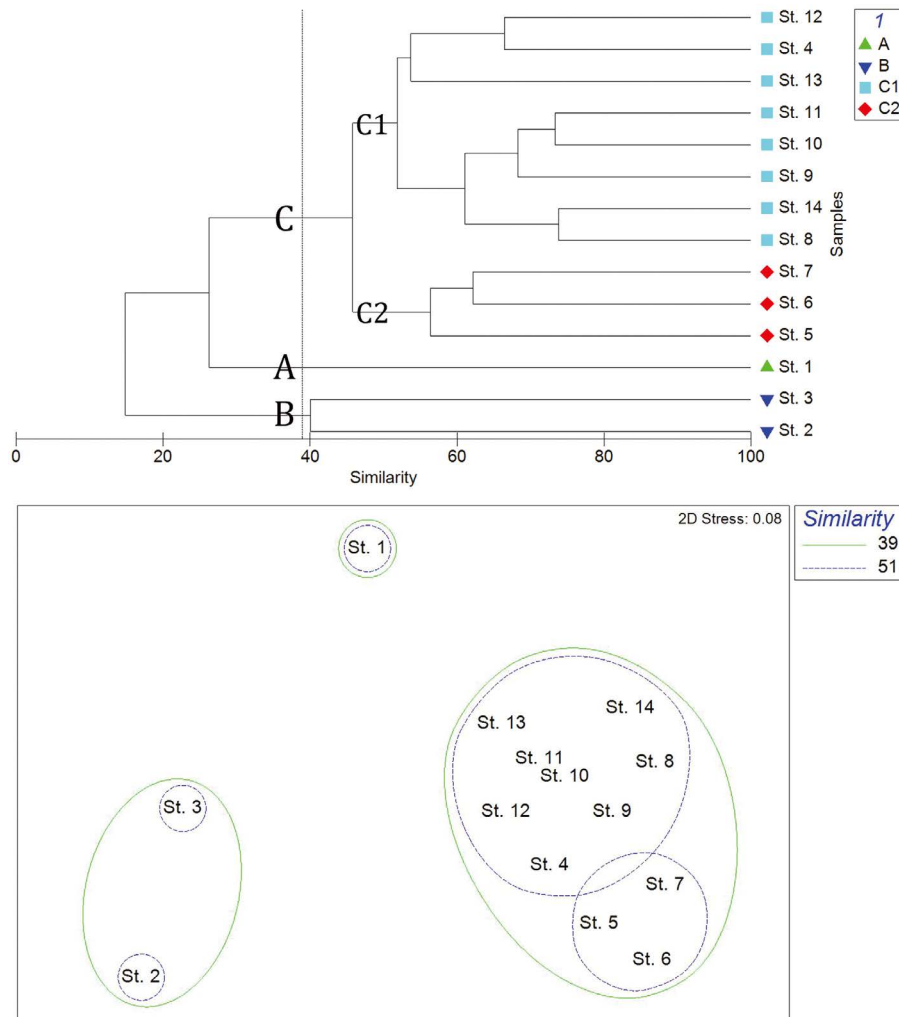 St. 12
St. 4
St. 13
C1
St. 11
St. 10
St. 9
St. 14
C
St. 8
St. 7
St. 6
C2
St. 5
A
St. 1
St. 3
B
St. 2
Samples
0 20 40 60 80 100
Similarity
1
A
B
C1
C2
2D Stress: 0.08
St. 1
St. 14
St. 13
St. 11
St. 8
St. 10
St. 3
St. 12
St. 9
St. 4
St. 7
St. 5
St. 6
St. 2
Similarity
39
51